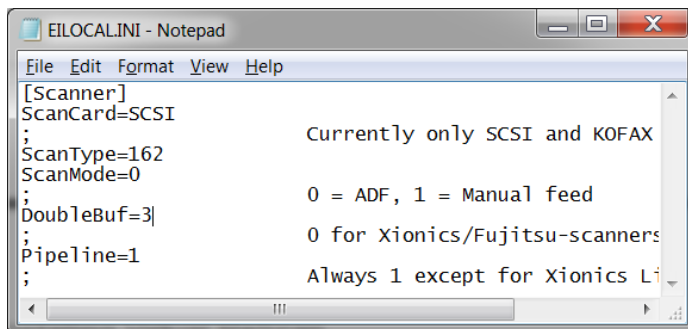 EILOCAL.INI - Notepad
File Edit Format View Help
[Scanner]
ScanCard=SCSI
; Currently only SCSI and KOFAX
ScanType=162
ScanMode=0
; 0 = ADF, 1 = Manual feed
DoubleBuf=3
; 0 for Xionics/Fujitsu-scanners
Pipeline=1
; Always 1 except for Xionics Li